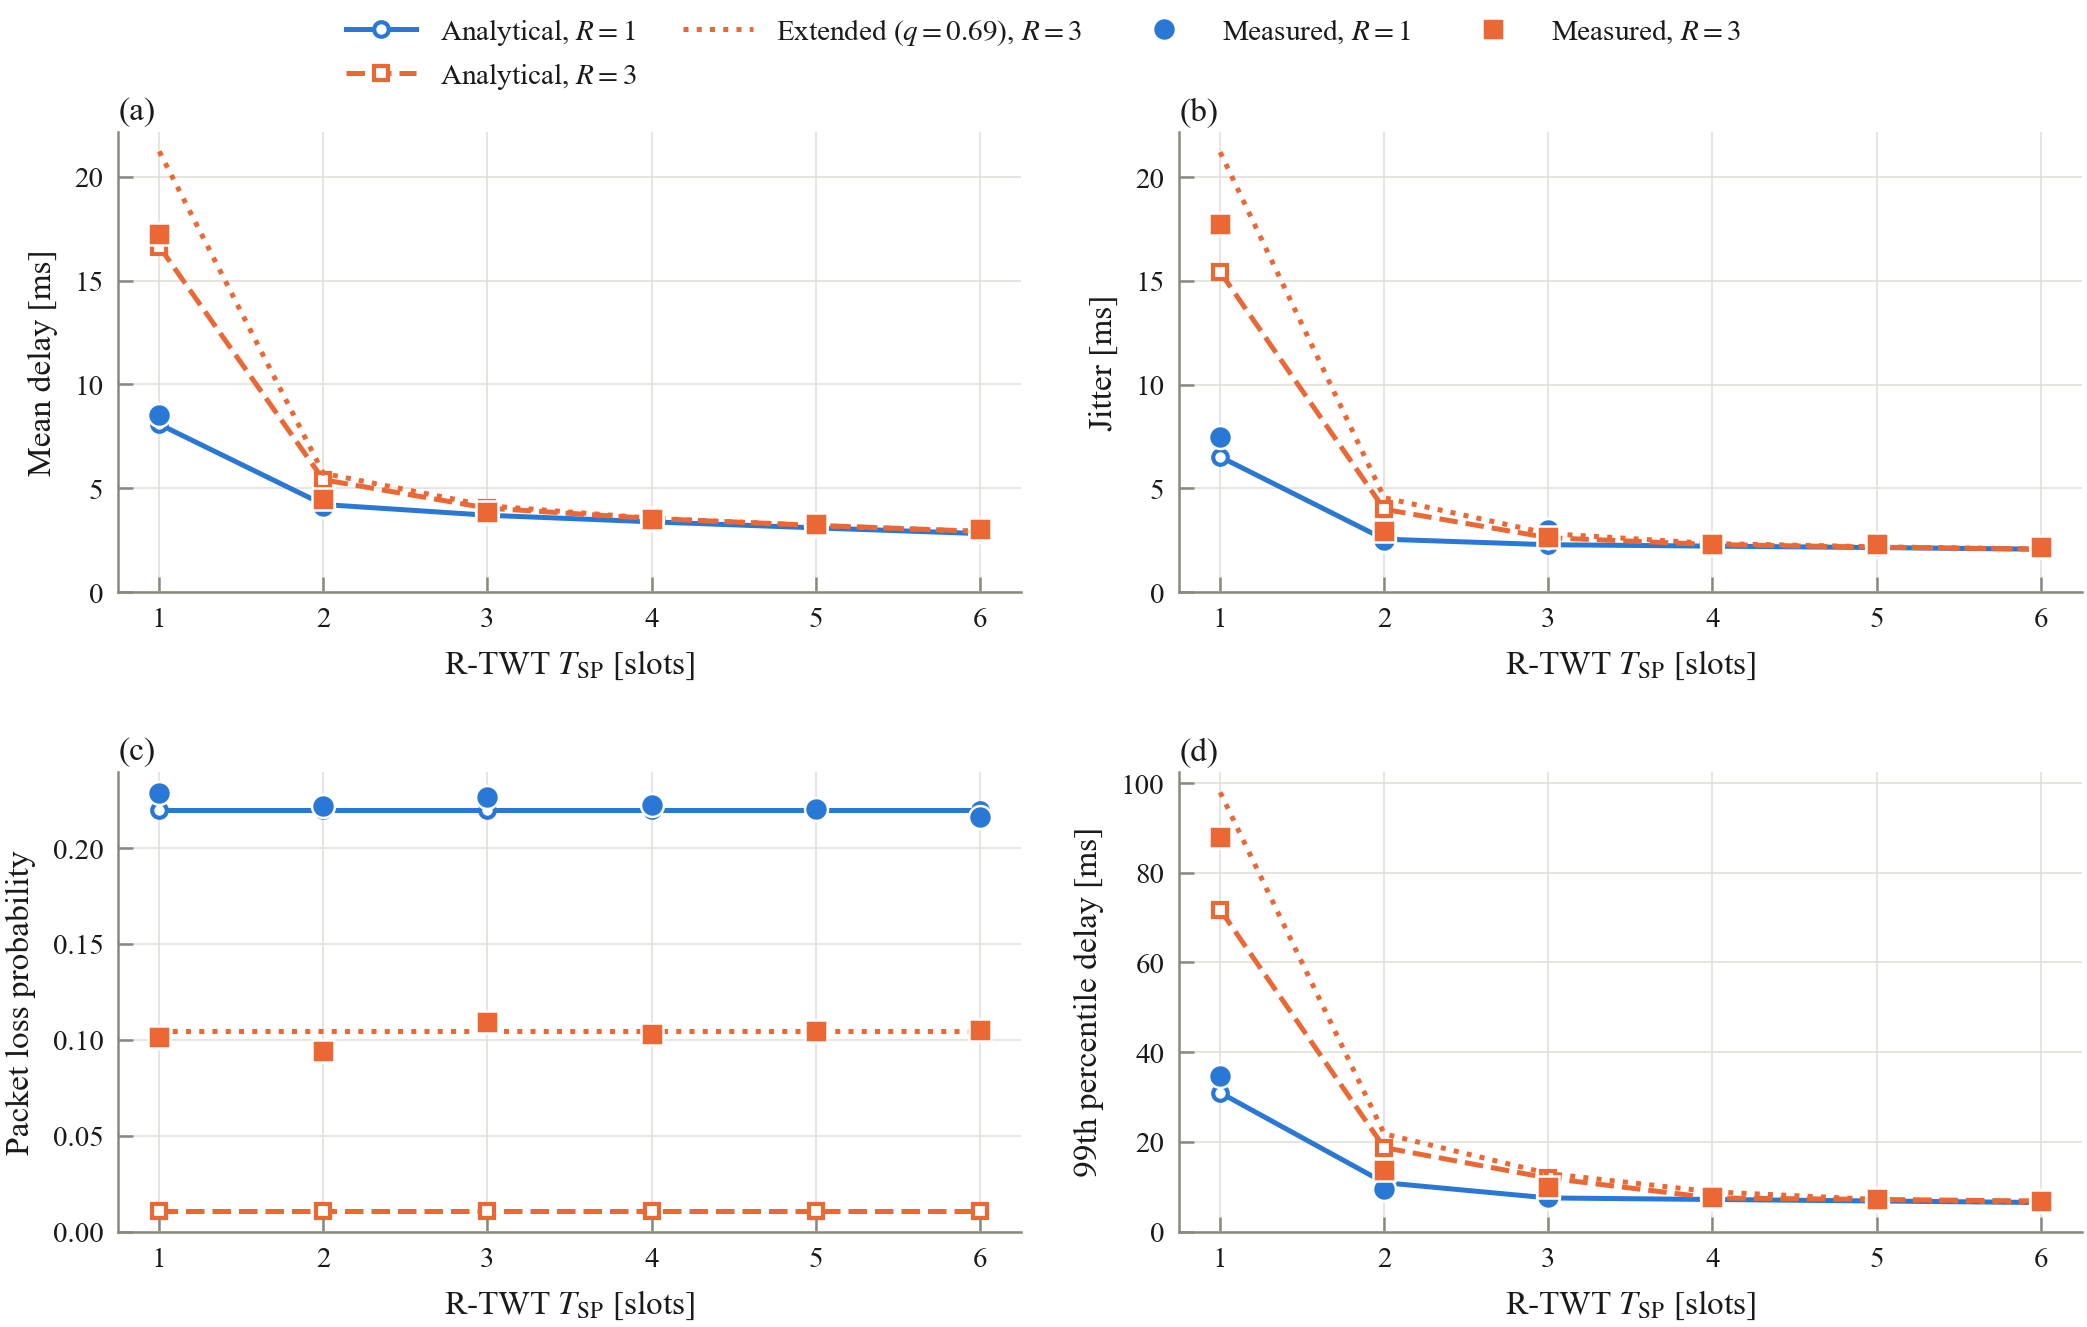 Analytical, R = 1 Extended (q = 0.69), R = 3 Measured, R = 1 Measured, R = 3
Analytical, R = 3
(a)
Mean delay [ms]
20
15
10
5
0
1 2 3 4 5 6
R-TWT T_SP [slots]
(b)
Jitter [ms]
20
15
10
5
0
1 2 3 4 5 6
R-TWT T_SP [slots]
(c)
Packet loss probability
0.20
0.15
0.10
0.05
0.00
1 2 3 4 5 6
R-TWT T_SP [slots]
(d)
99th percentile delay [ms]
100
80
60
40
20
0
1 2 3 4 5 6
R-TWT T_SP [slots]